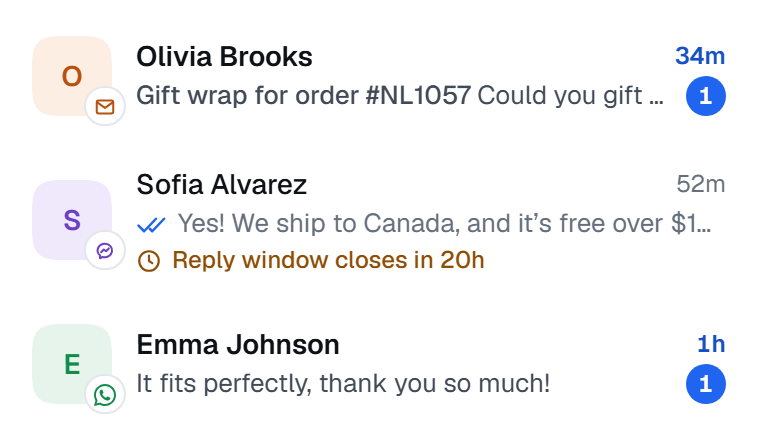 O
Olivia Brooks
34m
Gift wrap for order #NL1057 Could you gift ...
1
S
Sofia Alvarez
52m
Yes! We ship to Canada, and it’s free over $1...
Reply window closes in 20h
E
Emma Johnson
1h
It fits perfectly, thank you so much!
1